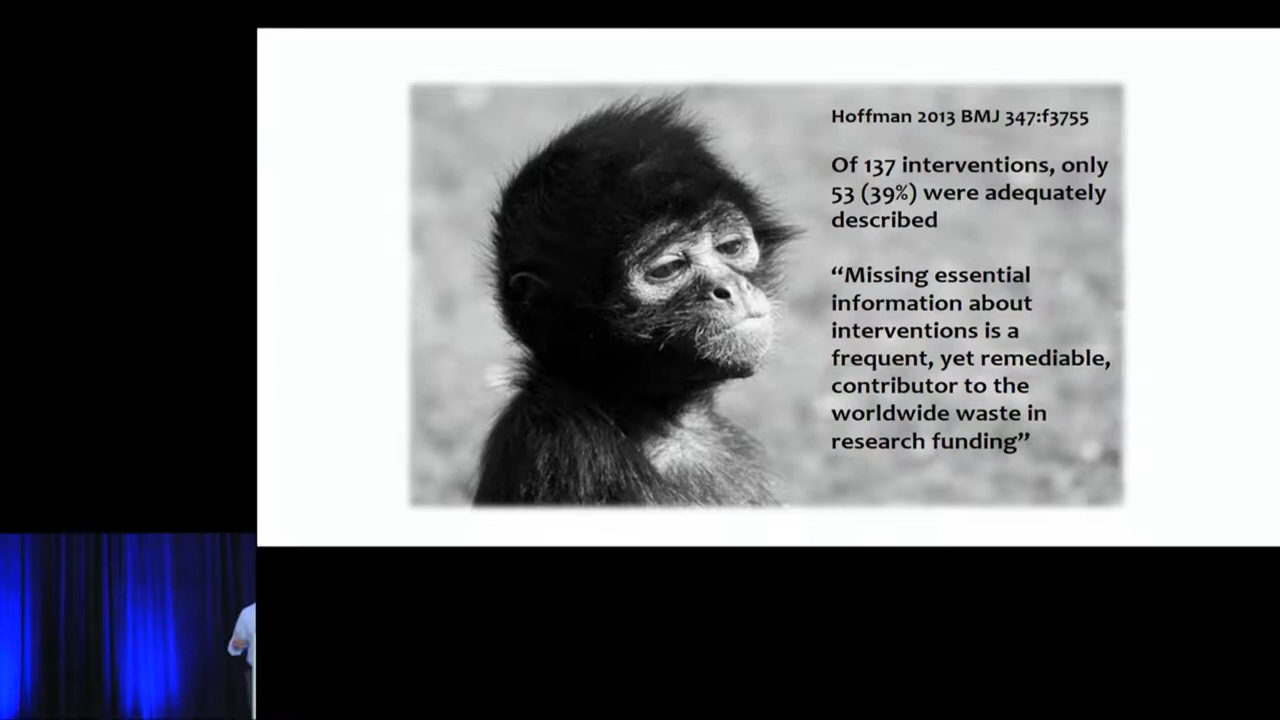 Hoffman 2013 BMJ 347:f3755
Of 137 interventions, only
53 (39%) were adequately
described
“Missing essential
information about
interventions is a
frequent, yet remediable,
contributor to the
worldwide waste in
research funding”